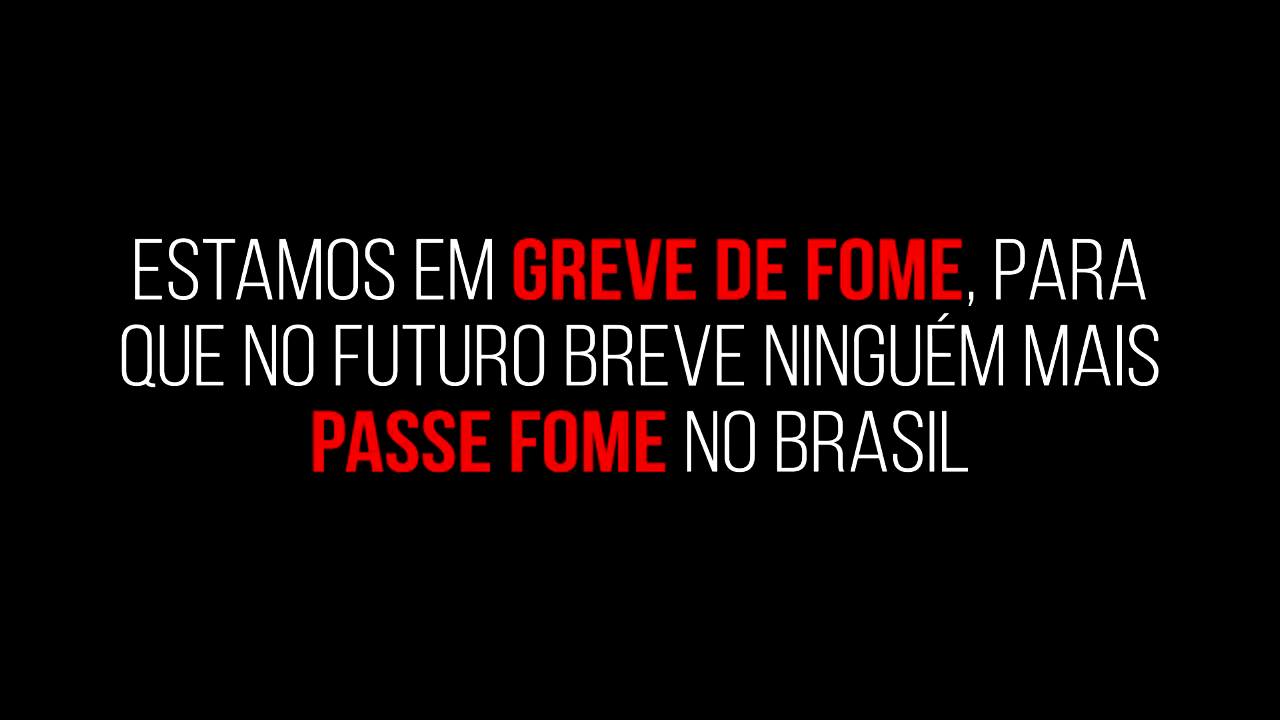 ESTAMOS EM GREVE DE FOME, PARA
QUE NO FUTURO BREVE NINGUÉM MAIS
PASSE FOME NO BRASIL